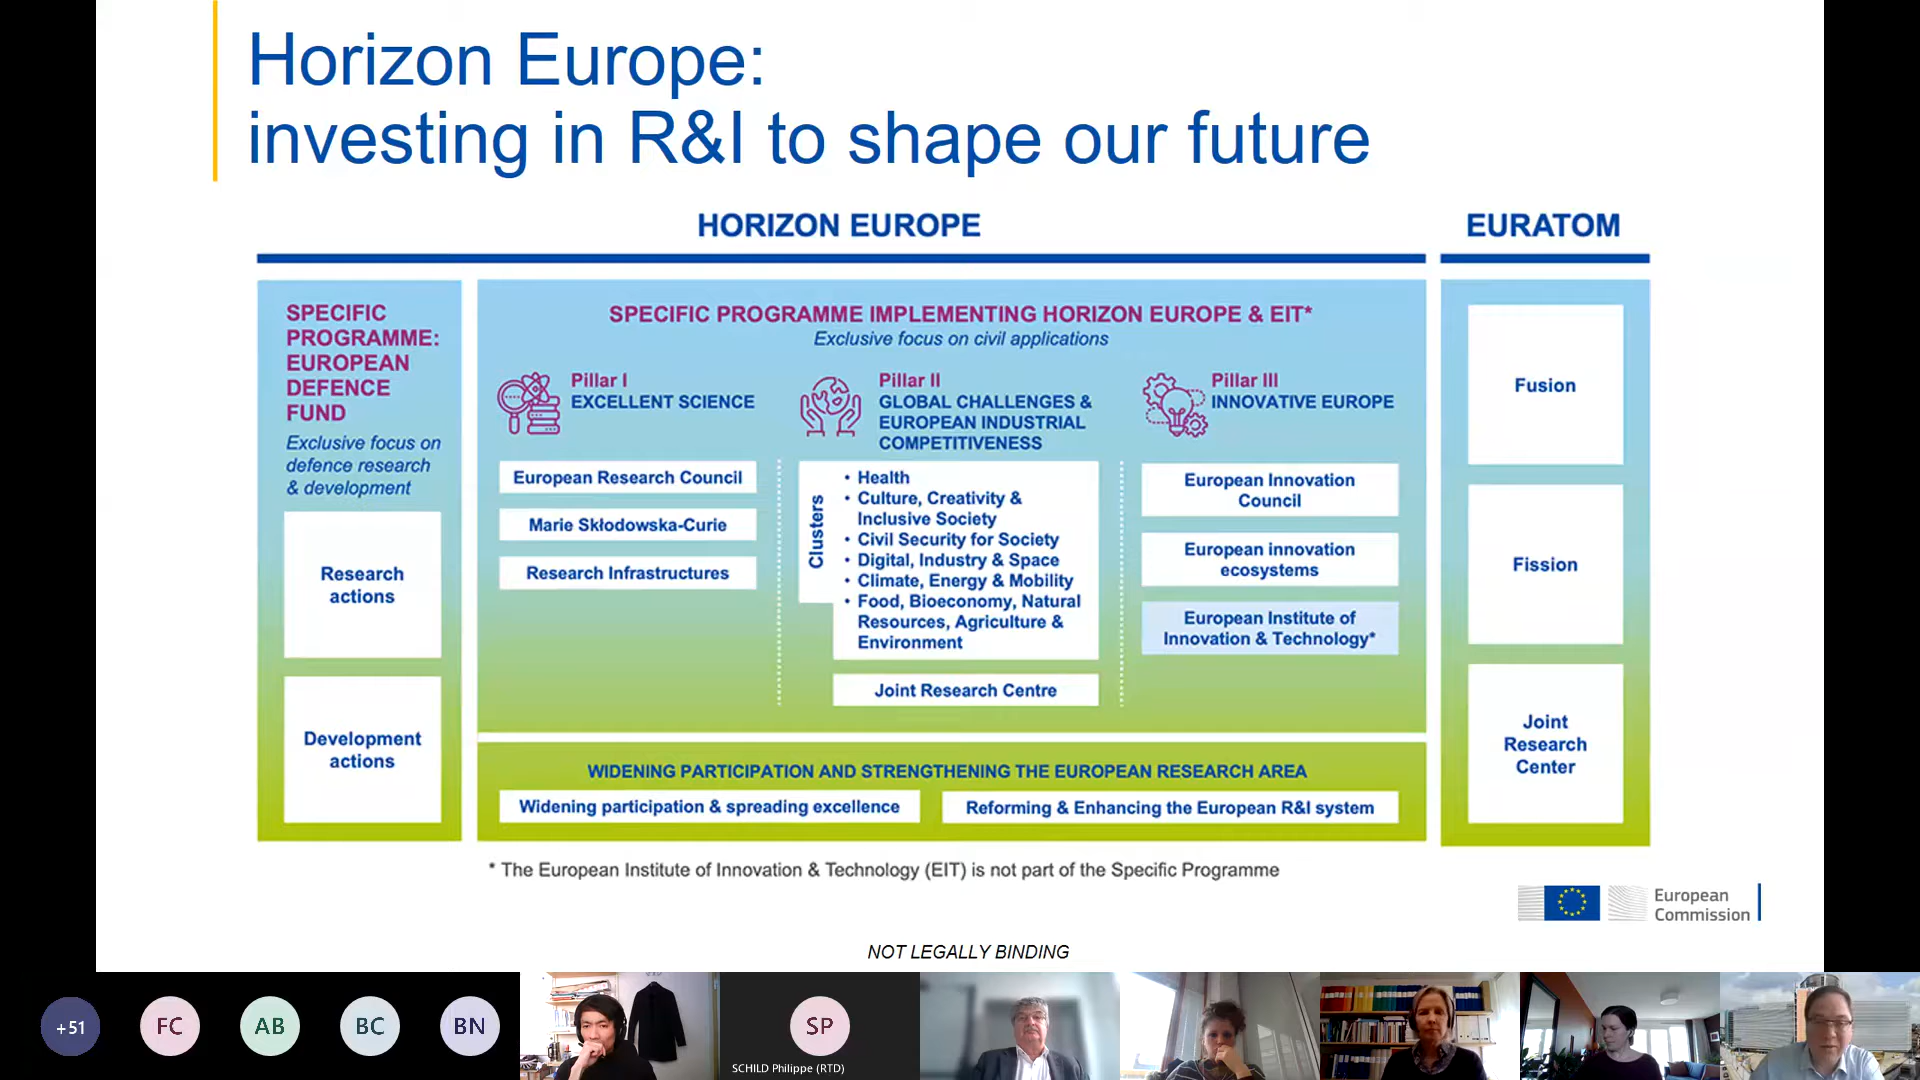 Horizon Europe:
investing in R&I to shape our future
HORIZON EUROPE
EURATOM
SPECIFIC
PROGRAMME:
EUROPEAN
DEFENCE
FUND
Exclusive focus on
defence research
& development
Research
actions
Development
actions
SPECIFIC PROGRAMME IMPLEMENTING HORIZON EUROPE & EIT*
Exclusive focus on civil applications
Pillar I
EXCELLENT SCIENCE
European Research Council
Marie Skłodowska-Curie
Research Infrastructures
Pillar II
GLOBAL CHALLENGES &
EUROPEAN INDUSTRIAL
COMPETITIVENESS
Clusters
• Health
• Culture, Creativity &
Inclusive Society
• Civil Security for Society
• Digital, Industry & Space
• Climate, Energy & Mobility
• Food, Bioeconomy, Natural
Resources, Agriculture &
Environment
Joint Research Centre
Pillar III
INNOVATIVE EUROPE
European Innovation
Council
European innovation
ecosystems
European Institute of
Innovation & Technology*
WIDENING PARTICIPATION AND STRENGTHENING THE EUROPEAN RESEARCH AREA
Widening participation & spreading excellence
Reforming & Enhancing the European R&I system
Fusion
Fission
Joint
Research
Center
* The European Institute of Innovation & Technology (EIT) is not part of the Specific Programme
European
Commission
NOT LEGALLY BINDING
+51
FC
AB
BC
BN
SP
SCHILD Philippe (RTD)